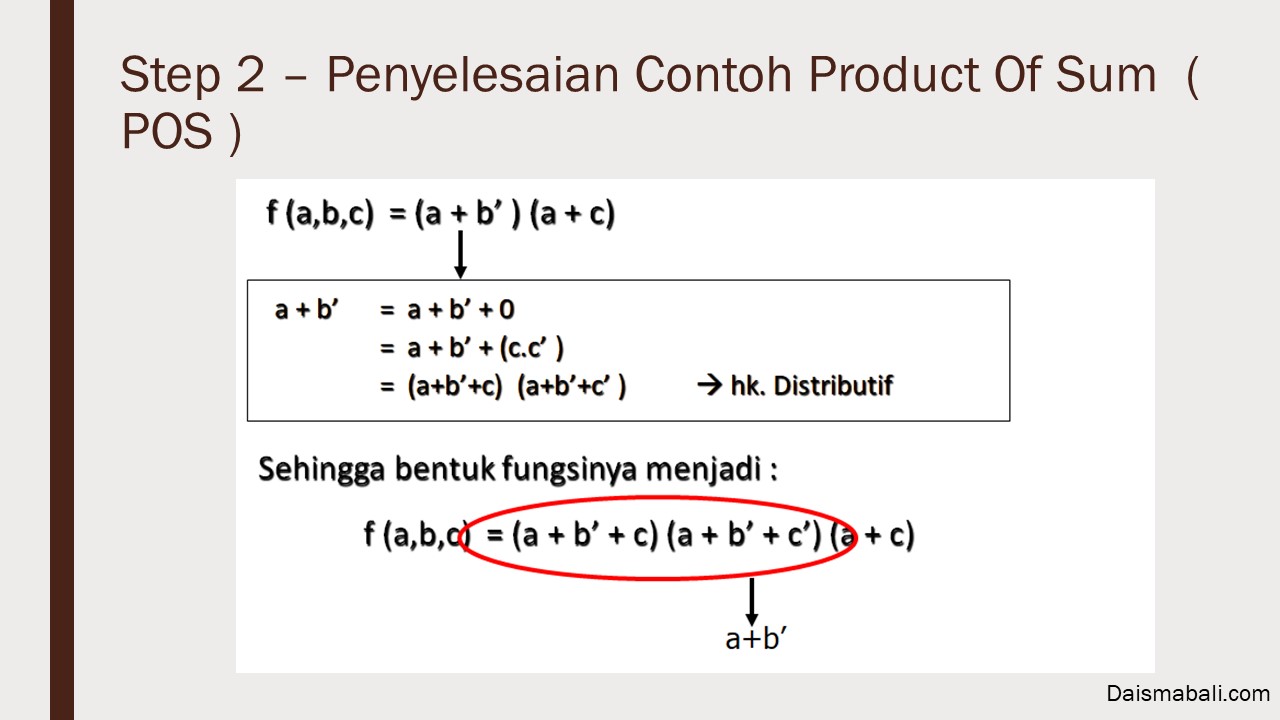 Step 2 – Penyelesaian Contoh Product Of Sum (
POS )
f (a,b,c) = (a + b’ ) (a + c)
a + b’ = a + b’ + 0
= a + b’ + (c.c’ )
= (a+b’+c) (a+b’+c’ ) → hk. Distributif
Sehingga bentuk fungsinya menjadi :
f (a,b,c) = (a + b’ + c) (a + b’ + c’) (a + c)
a+b’
Daismabali.com